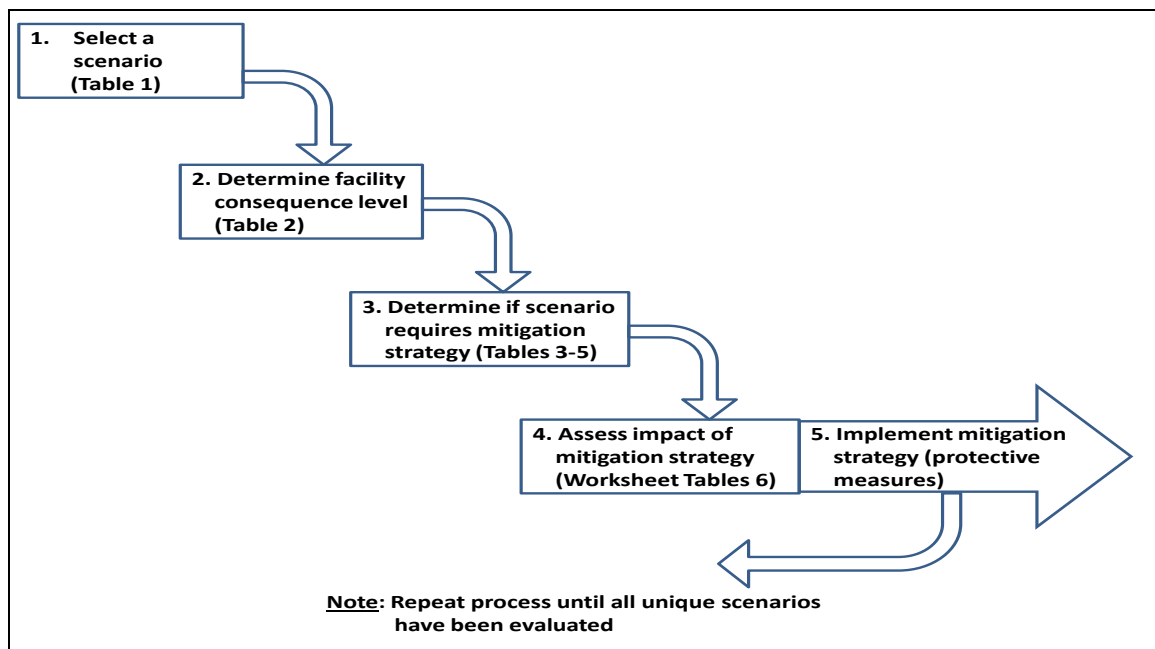 1. Select a
scenario
(Table 1)
2. Determine facility
consequence level
(Table 2)
3. Determine if scenario
requires mitigation
strategy (Tables 3-5)
4. Assess impact of
mitigation strategy
(Worksheet Tables 6)
5. Implement mitigation
strategy (protective
measures)
Note: Repeat process until all unique scenarios
have been evaluated